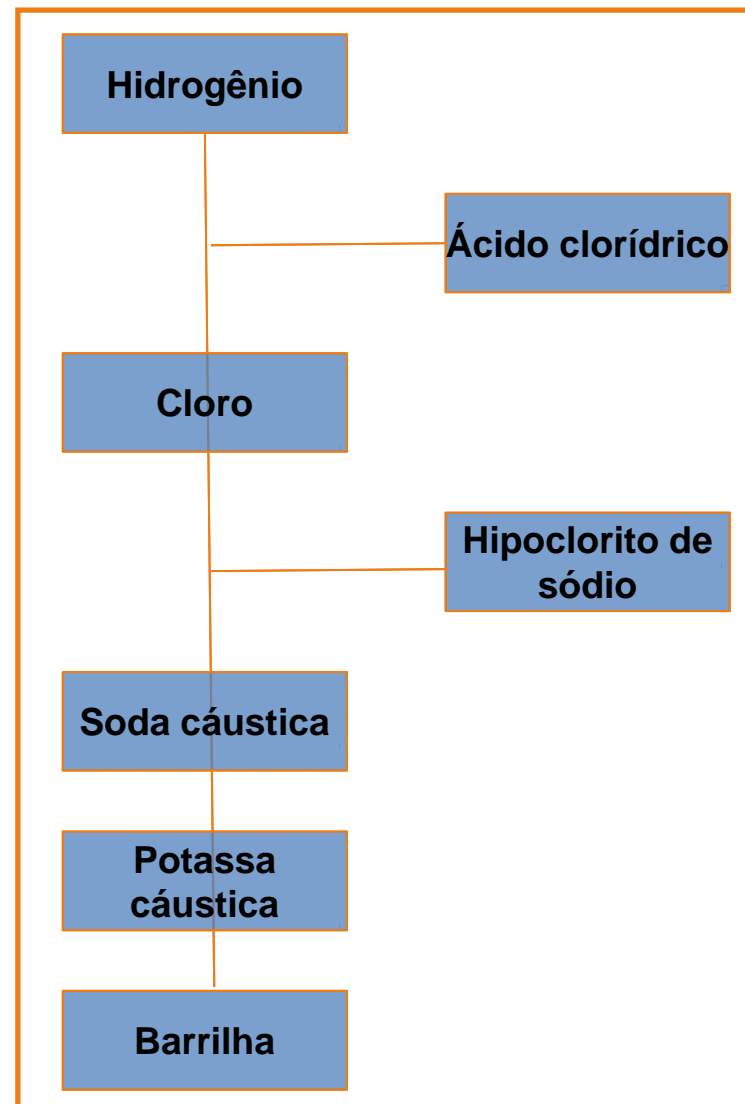 Hidrogênio
Ácido clorídrico
Cloro
Hipoclorito de
sódio
Soda cáustica
Potassa
cáustica
Barrilha